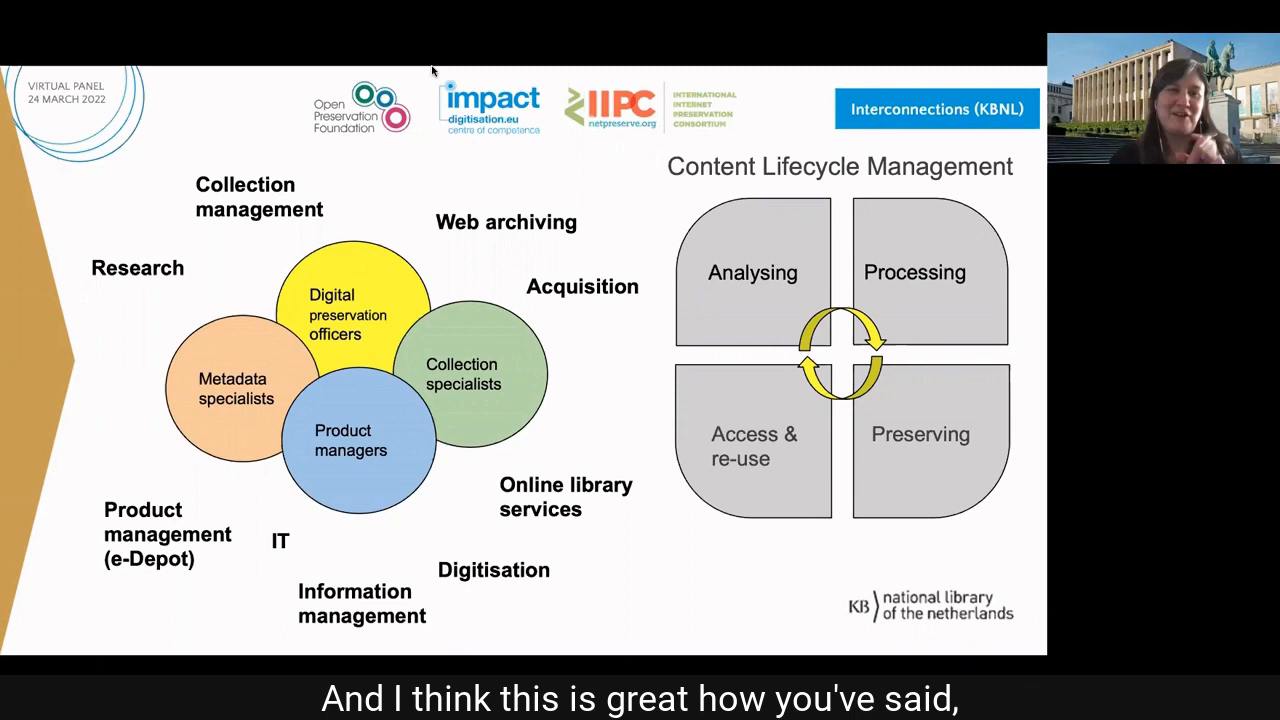 VIRTUAL PANEL
24 MARCH 2022
Open
Preservation
Foundation
impact
digitisation.eu
centre of competence
IIPC
netpreserve.org
INTERNATIONAL
INTERNET
PRESERVATION
CONSORTIUM
Interconnections (KBNL)
Collection
management
Web archiving
Research
Acquisition
Digital
preservation
officers
Metadata
specialists
Collection
specialists
Product
managers
Online library
services
Product
management
(e-Depot)
IT
Digitisation
Information
management
Content Lifecycle Management
Analysing
Processing
Access &
re-use
Preserving
KB
national library
of the netherlands
And I think this is great how you've said,